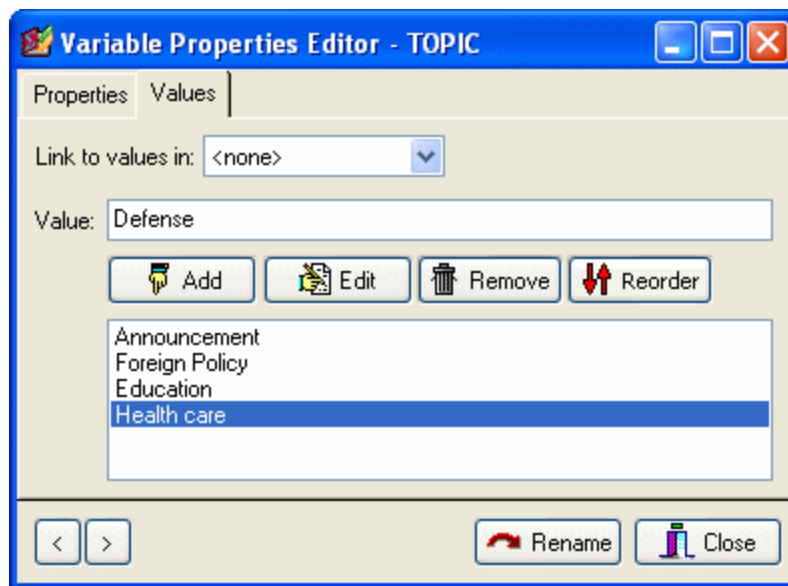 Variable Properties Editor - TOPIC
Properties Values
Link to values in: <none>
Value: Defense
Add Edit Remove Reorder
Announcement
Foreign Policy
Education
Health care
< > Rename Close